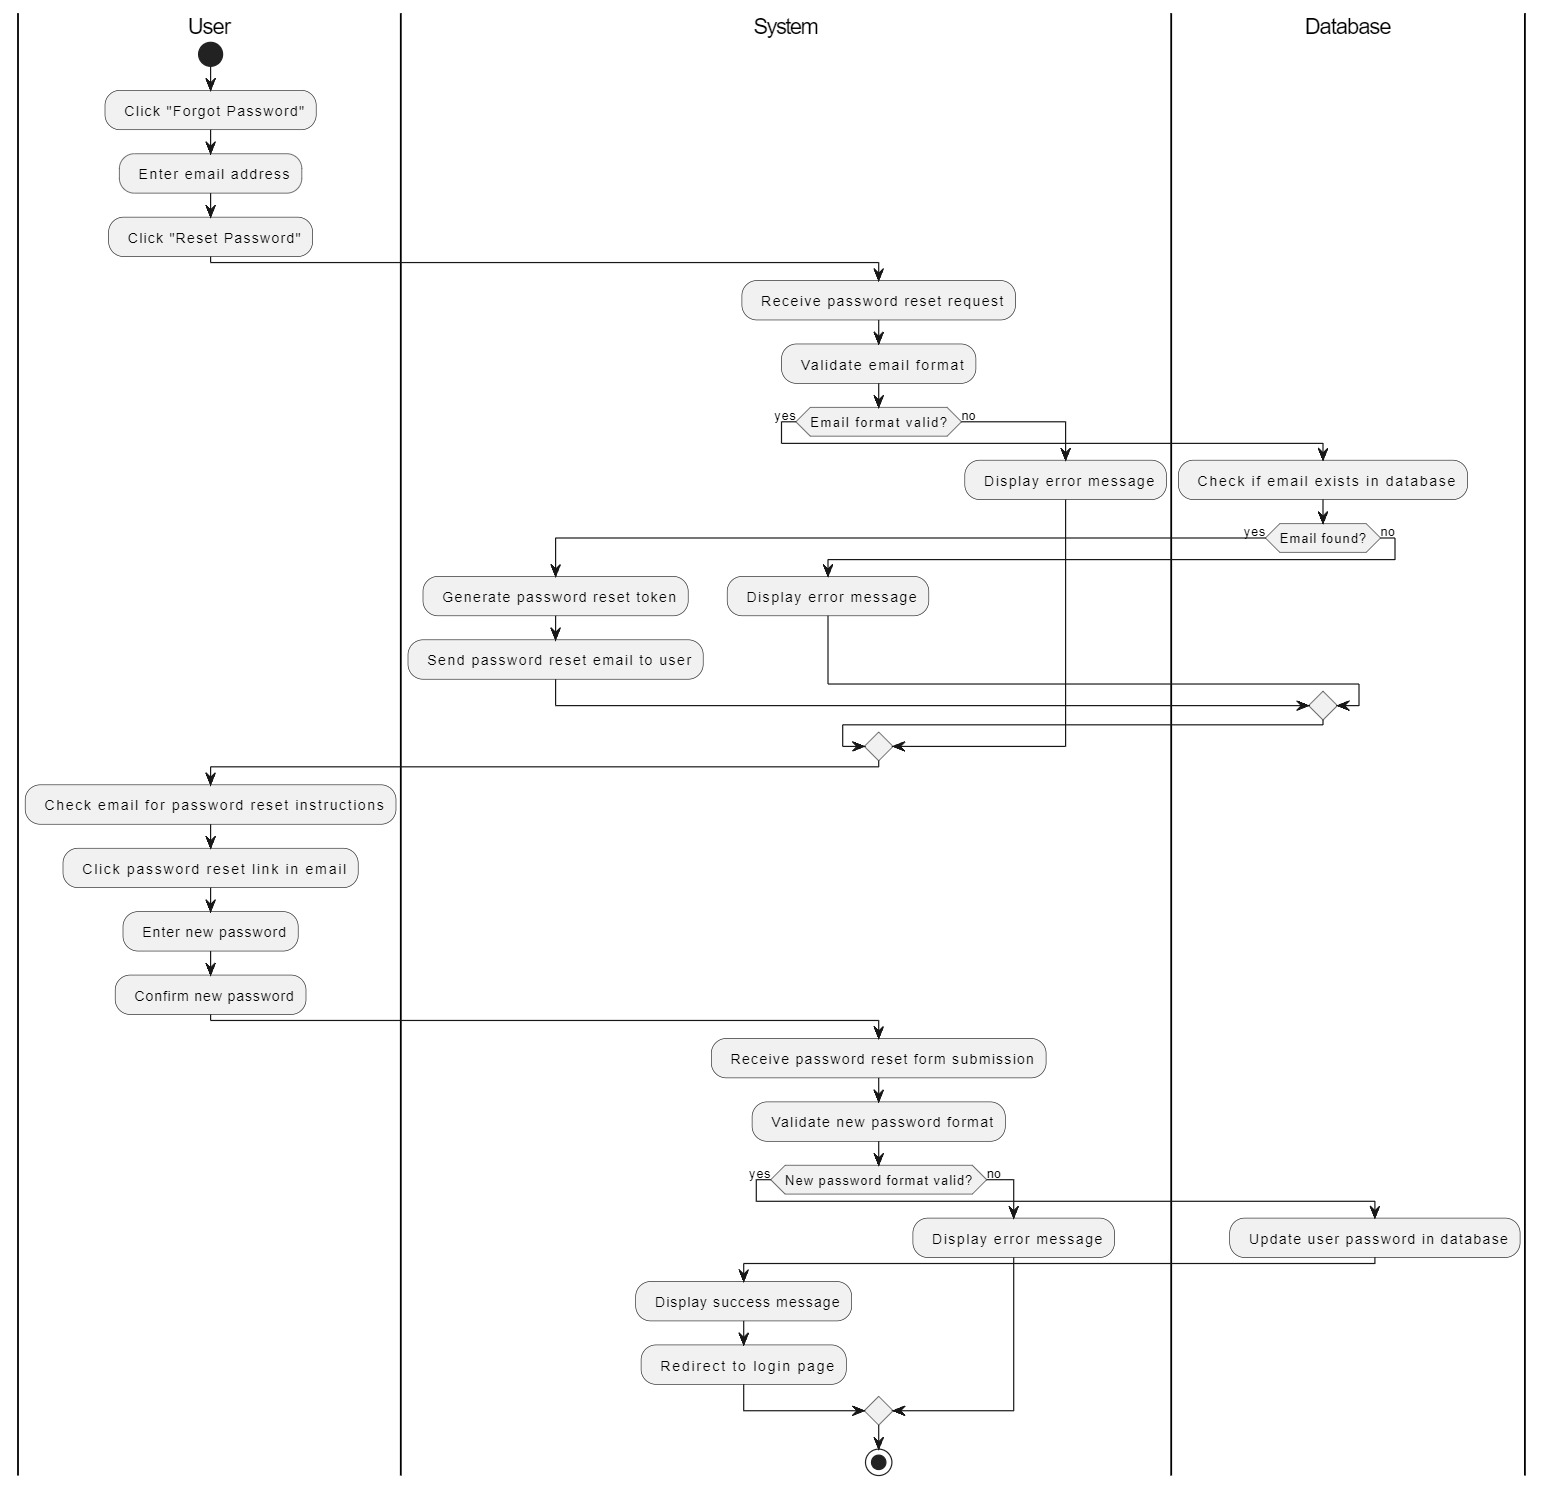 User
System
Database
Click "Forgot Password"
Enter email address
Click "Reset Password"
Receive password reset request
Validate email format
yes
Email format valid?
no
Display error message
Check if email exists in database
yes
Email found?
no
Generate password reset token
Display error message
Send password reset email to user
Check email for password reset instructions
Click password reset link in email
Enter new password
Confirm new password
Receive password reset form submission
Validate new password format
yes
New password format valid?
no
Display error message
Update user password in database
Display success message
Redirect to login page